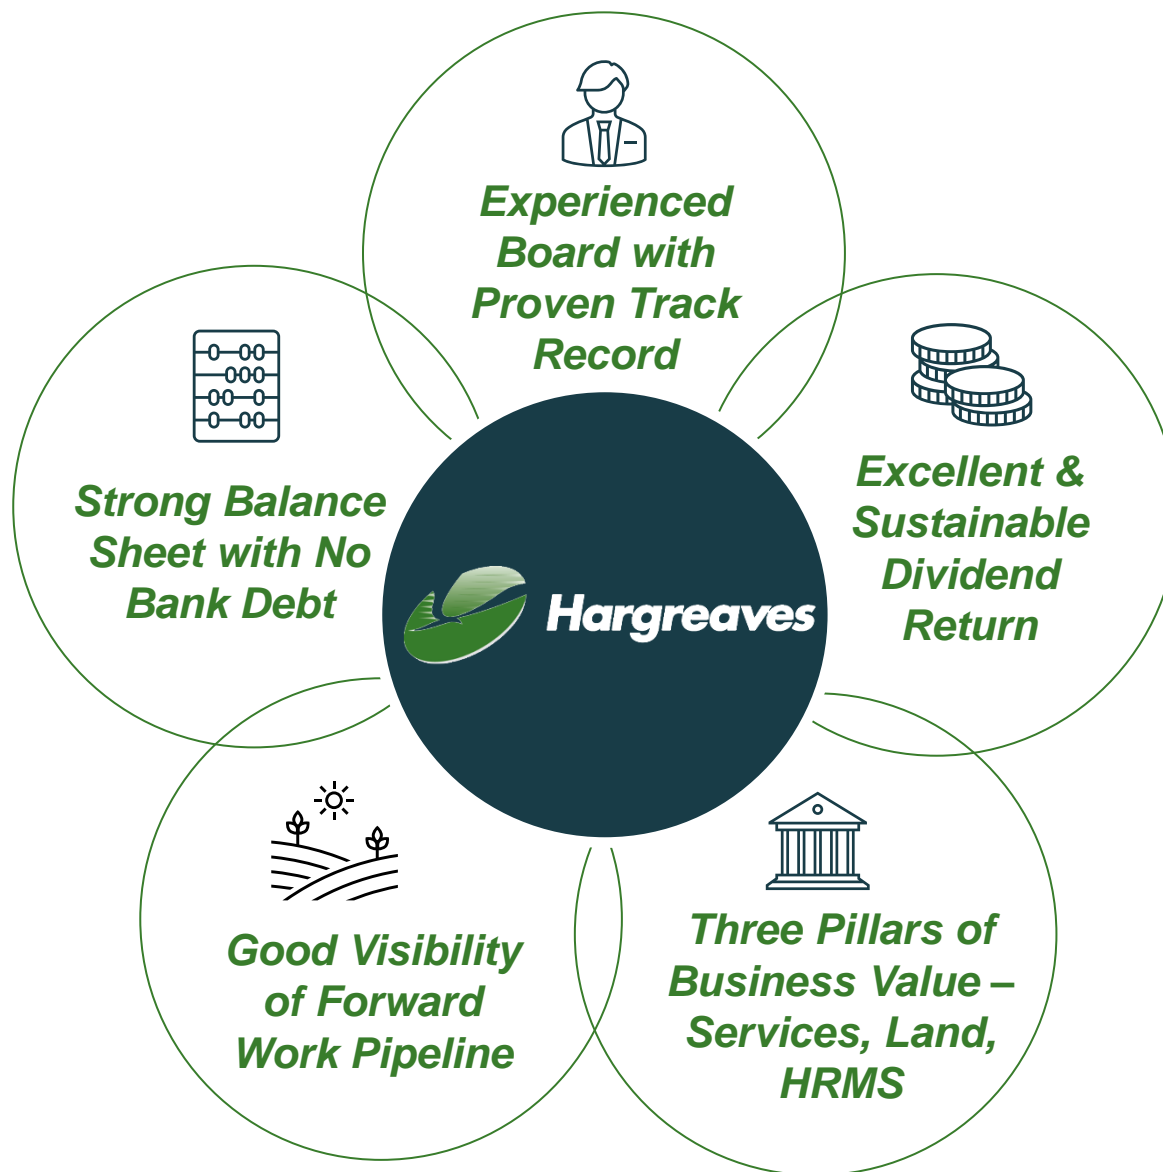 Experienced
Board with
Proven Track
Record
Excellent &
Sustainable
Dividend
Return
Strong Balance
Sheet with No
Bank Debt
Hargreaves
Good Visibility
of Forward
Work Pipeline
Three Pillars of
Business Value –
Services, Land,
HRMS